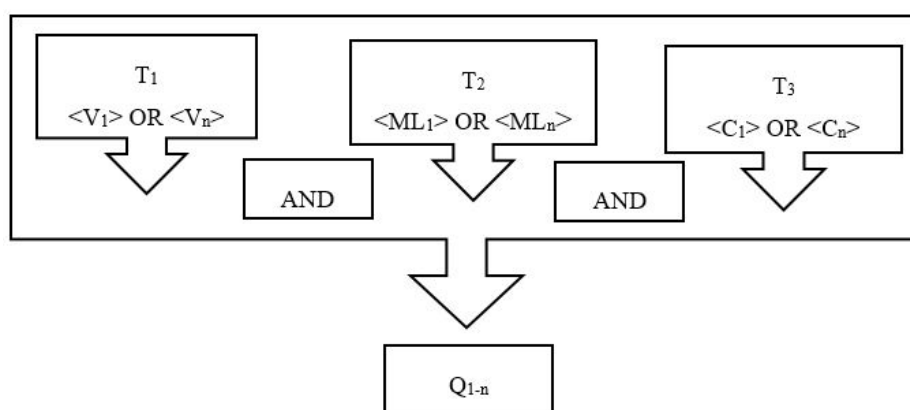 T₁
<V₁> OR <Vₙ>
T₂
<ML₁> OR <MLₙ>
T₃
<C₁> OR <Cₙ>
AND
AND
Q₁₋ₙ